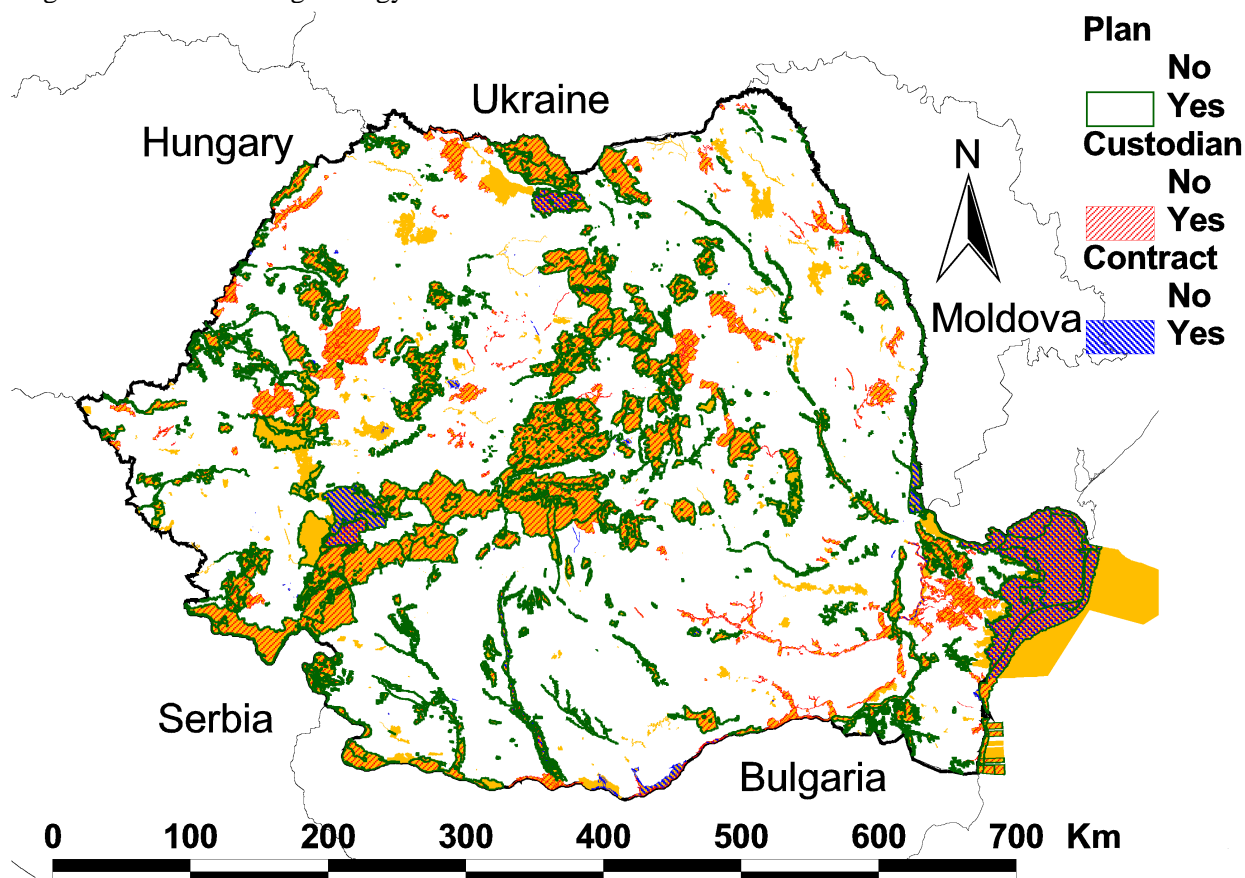 Plan
No
Yes
Custodian
No
Yes
Contract
No
Yes
Ukraine
Hungary
N
Moldova
Serbia
Bulgaria
0 100 200 300 400 500 600 700 Km